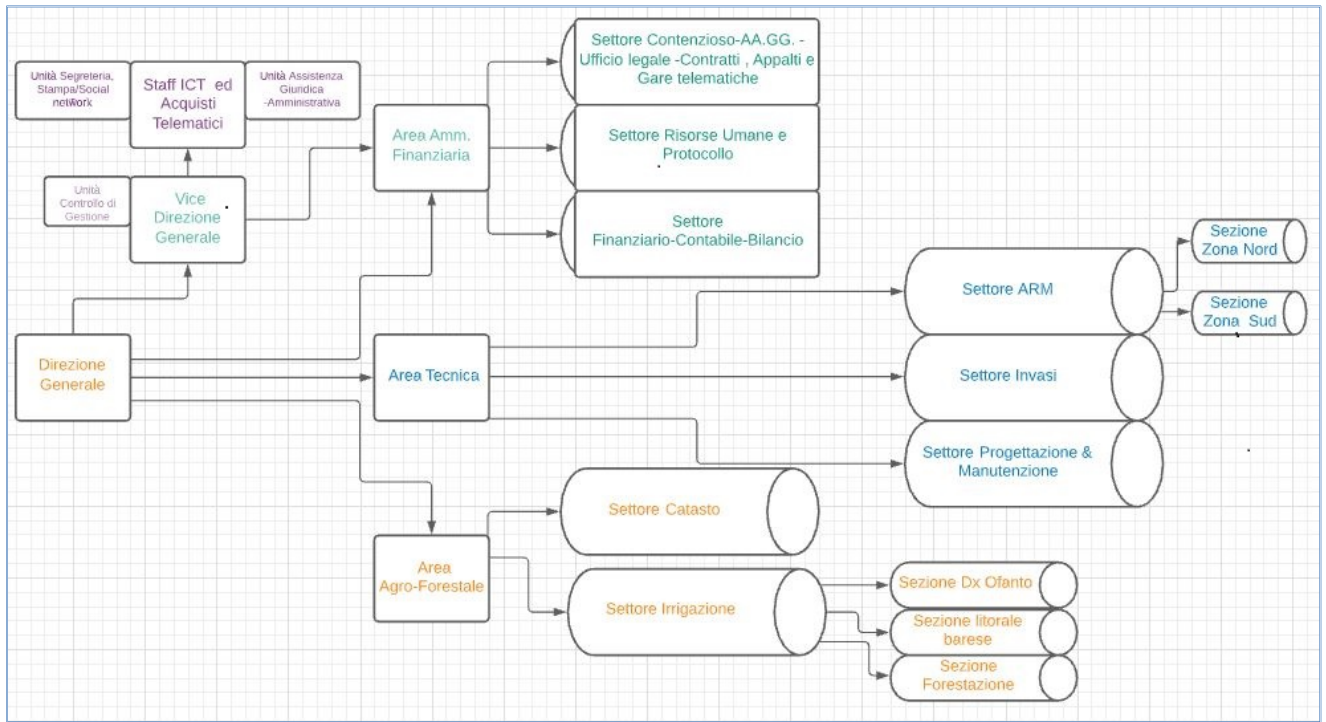 Unità Segreteria,
Stampa/Social
network
Staff ICT ed
Acquisti
Telematici
Unità Assistenza
Giuridica
-Amministrativa
Unità
Controllo di
Gestione
Vice
Direzione
Generale
Direzione
Generale
Area Amm.
Finanziaria
Settore Contenzioso-AA.GG. -
Ufficio legale -Contratti , Appalti e
Gare telematiche
Settore Risorse Umane e
Protocollo
Settore
Finanziario-Contabile-Bilancio
Area Tecnica
Settore ARM
Sezione
Zona Nord
Sezione
Zona Sud
Settore Invasi
Settore Progettazione &
Manutenzione
Area
Agro-Forestale
Settore Catasto
Settore Irrigazione
Sezione Dx Ofanto
Sezione litorale
barese
Sezione
Forestazione